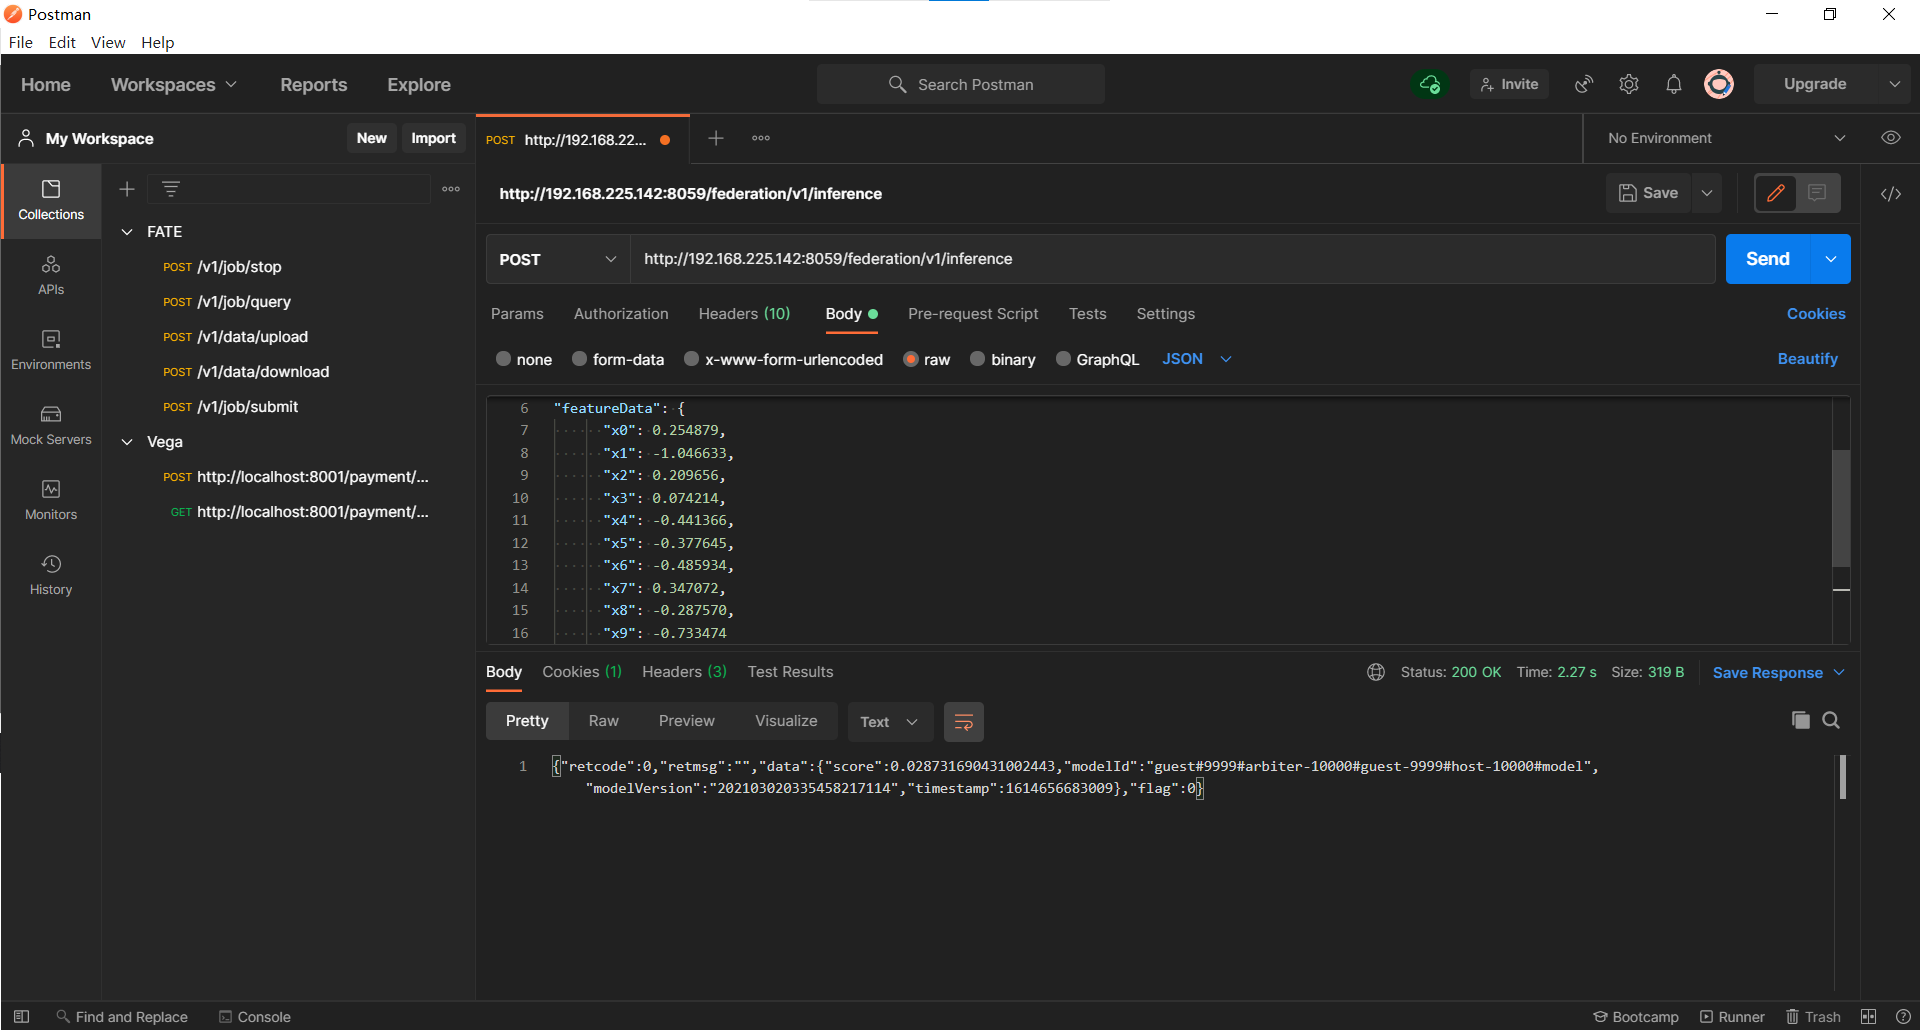 Postman
File Edit View Help
Home Workspaces Reports Explore Search Postman Invite Upgrade
My Workspace New Import POST http://192.168.22... No Environment
Collections
APIs
Environments
Mock Servers
Monitors
History
FATE
POST /v1/job/stop
POST /v1/job/query
POST /v1/data/upload
POST /v1/data/download
POST /v1/job/submit
Vega
POST http://localhost:8001/payment/...
GET http://localhost:8001/payment/...
http://192.168.225.142:8059/federation/v1/inference Save
POST http://192.168.225.142:8059/federation/v1/inference Send
Params Authorization Headers (10) Body Pre-request Script Tests Settings Cookies
none form-data x-www-form-urlencoded raw binary GraphQL JSON Beautify
6 "featureData": {
7 "x0": 0.254879,
8 "x1": -1.046633,
9 "x2": 0.209656,
10 "x3": 0.074214,
11 "x4": -0.441366,
12 "x5": -0.377645,
13 "x6": -0.485934,
14 "x7": 0.347072,
15 "x8": -0.287570,
16 "x9": -0.733474
Body Cookies (1) Headers (3) Test Results Status: 200 OK Time: 2.27 s Size: 319 B Save Response
Pretty Raw Preview Visualize Text
1 {"retcode":0,"retmsg":"","data":{"score":0.028731690431002443,"modelId":"guest#9999#arbiter-10000#guest-9999#host-10000#model",
"modelVersion":"202103020335458217114","timestamp":1614656683009},"flag":0}
Find and Replace Console Bootcamp Runner Trash